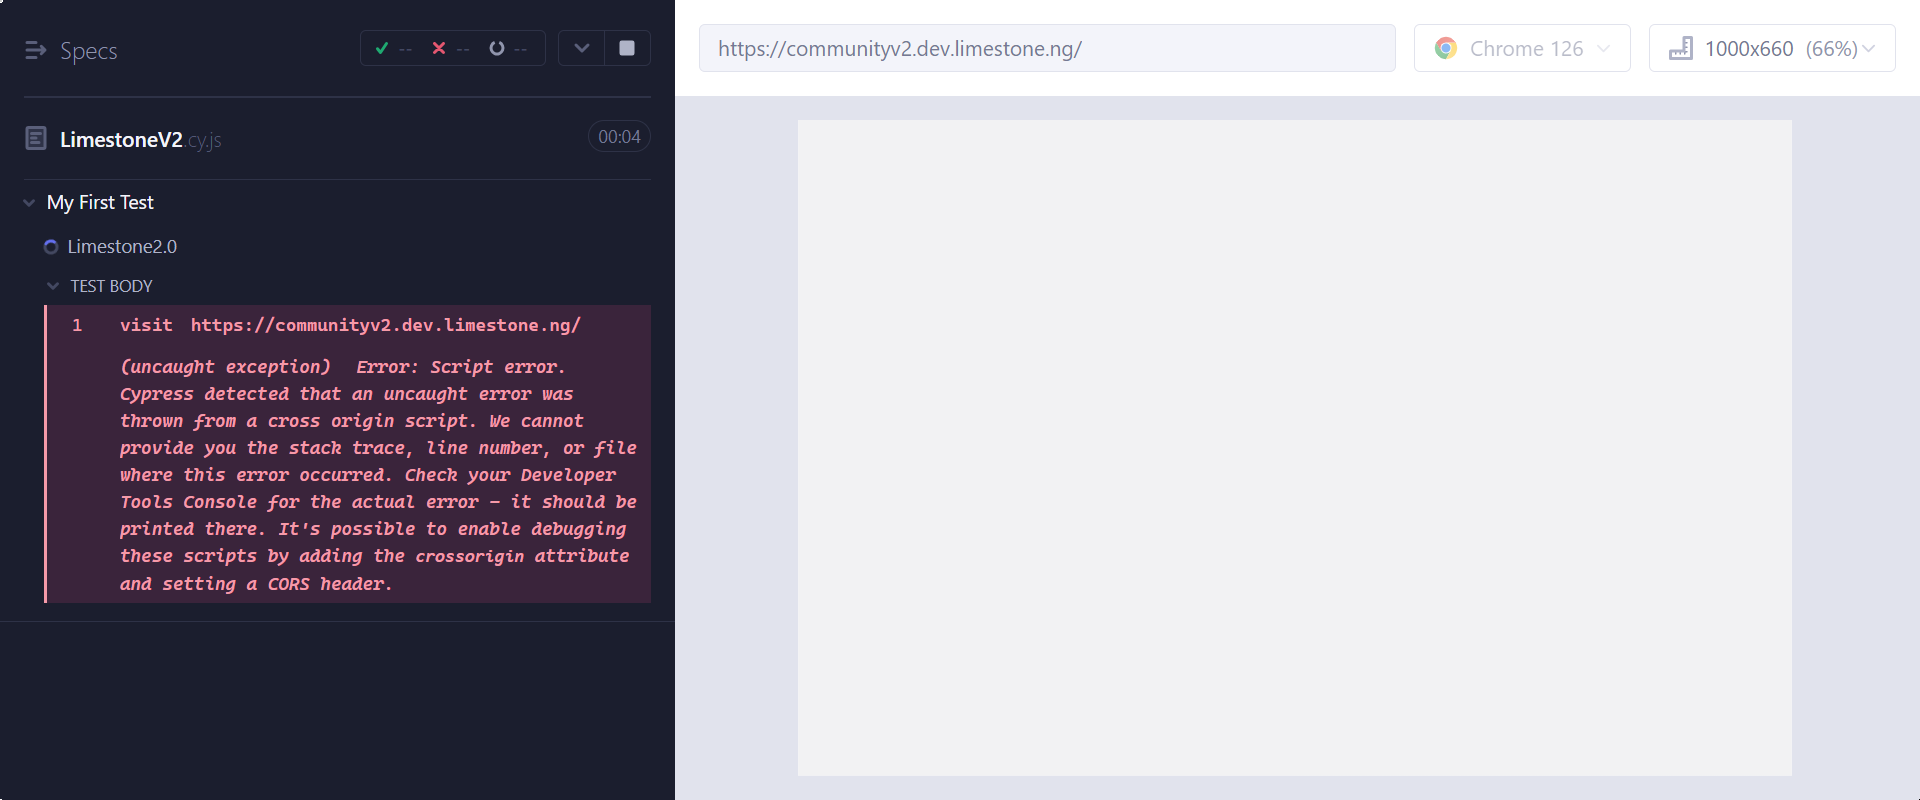 Specs
-- -- --
LimestoneV2.cy.js
00:04
My First Test
Limestone2.0
TEST BODY
1 visit https://communityv2.dev.limestone.ng/
(uncaught exception) Error: Script error.
Cypress detected that an uncaught error was
thrown from a cross origin script. We cannot
provide you the stack trace, line number, or file
where this error occurred. Check your Developer
Tools Console for the actual error – it should be
printed there. It's possible to enable debugging
these scripts by adding the crossorigin attribute
and setting a CORS header.
https://communityv2.dev.limestone.ng/
Chrome 126
1000x660 (66%)